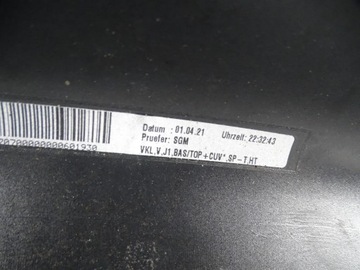 Datum : 01.04.21 Uhrzeit: 22:32:43
Pruefer: SGM
VKL,V,J1,BAS/TOP+CUV*,SP-T.HT